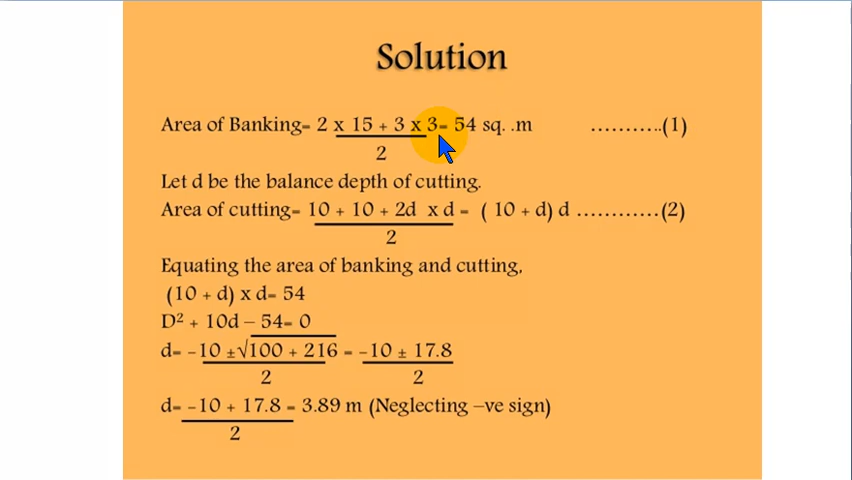 Solution
Area of Banking= 2 x 15 + 3 x 3= 54 sq. .m ………..(1)
2
Let d be the balance depth of cutting.
Area of cutting= 10 + 10 + 2d x d = ( 10 + d) d …………(2)
2
Equating the area of banking and cutting,
(10 + d) x d= 54
D² + 10d – 54= 0
d= -10 ±√100 + 216 = -10 ± 17.8
2 2
d= -10 + 17.8 = 3.89 m (Neglecting –ve sign)
2